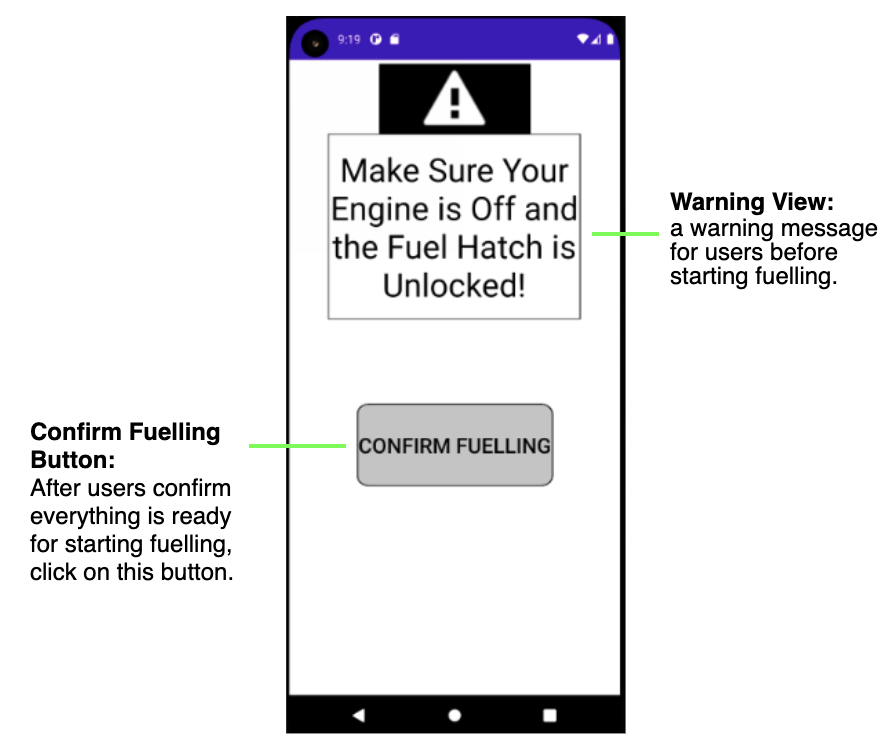 9:19
Make Sure Your
Engine is Off and
the Fuel Hatch is
Unlocked!
Warning View:
a warning message
for users before
starting fuelling.
CONFIRM FUELLING
Confirm Fuelling
Button:
After users confirm
everything is ready
for starting fuelling,
click on this button.